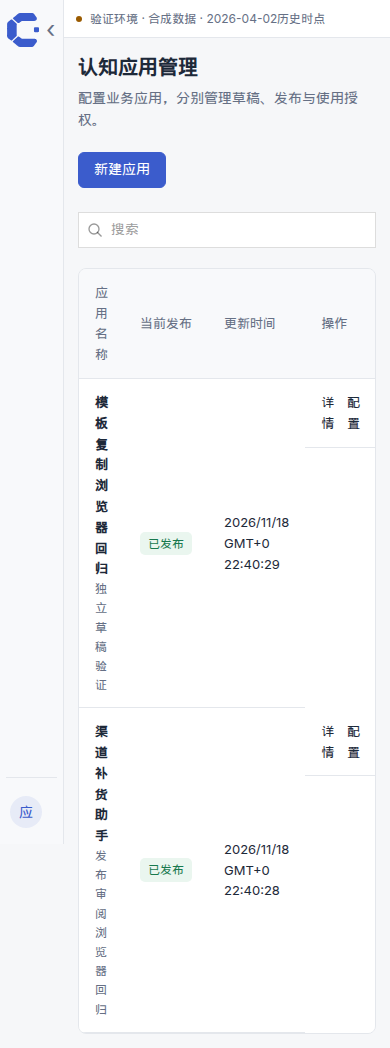 验证环境 · 合成数据 · 2026-04-02历史时点
认知应用管理
配置业务应用，分别管理草稿、发布与使用授
权。
新建应用
搜索
应
用
名
称
当前发布
更新时间
操作
模
板
复
制
浏
览
器
回
归
独
立
草
稿
验
证
已发布
2026/11/18
GMT+0
22:40:29
详 配
情 置
渠
道
补
货
助
手
发
布
审
阅
浏
览
器
回
归
已发布
2026/11/18
GMT+0
22:40:28
详 配
情 置
应